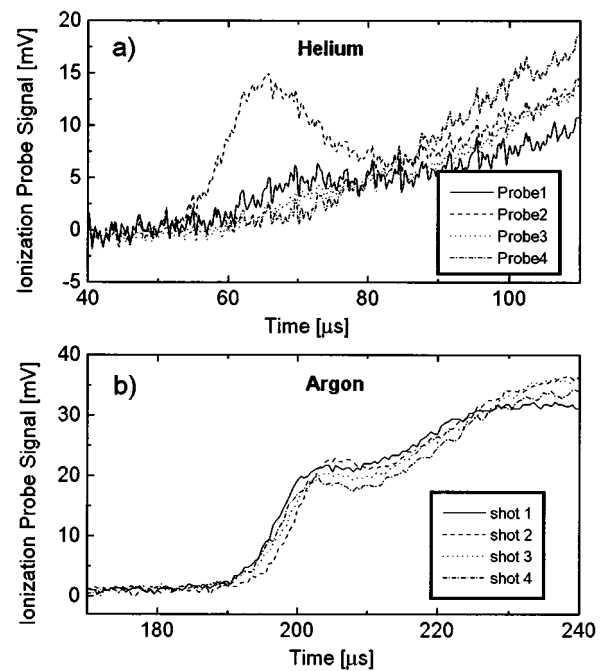 a)
Helium
Ionization Probe Signal [mV]
20
15
10
5
0
-5
Probe1
Probe2
Probe3
Probe4
40
60
80
100
Time [µs]
b)
Argon
Ionization Probe Signal [mV]
40
30
20
10
0
shot 1
shot 2
shot 3
shot 4
180
200
220
240
Time [µs]